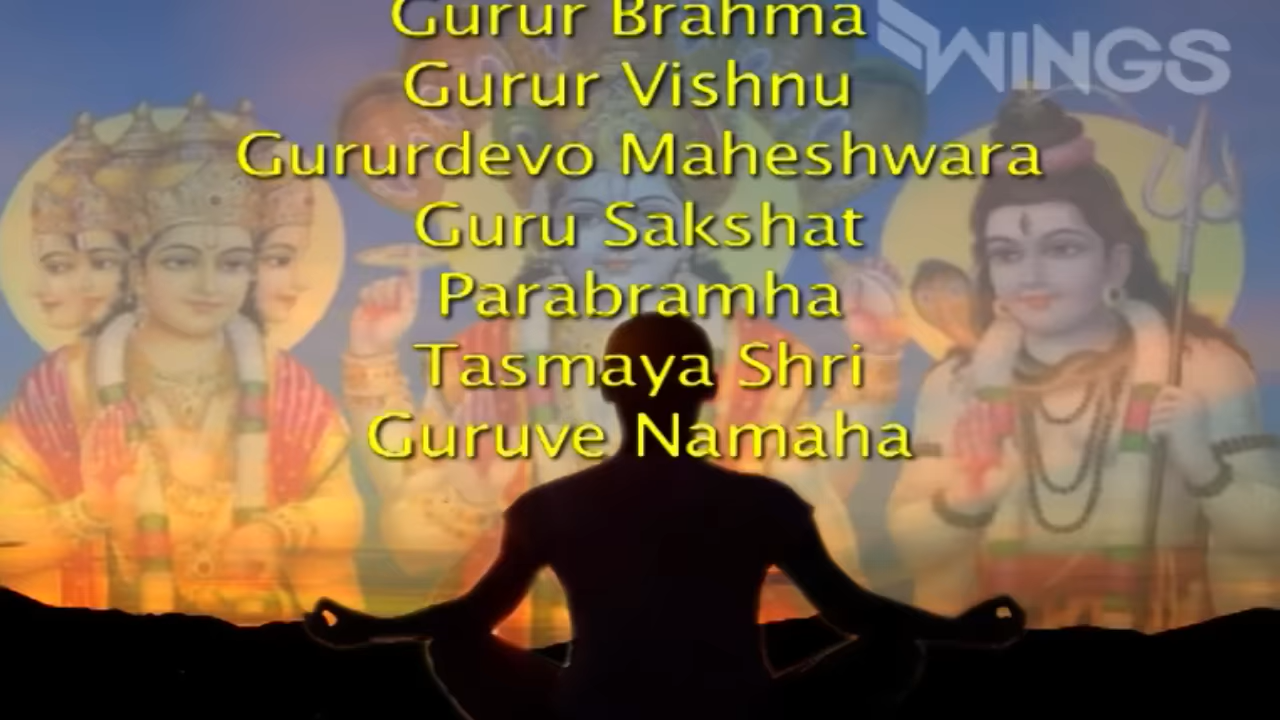 Gurur Brahma
WINGS
Gurur Vishnu
Gururdevo Maheshwara
Guru Sakshat
Parabramha
Tasmaya Shri
Guruve Namaha